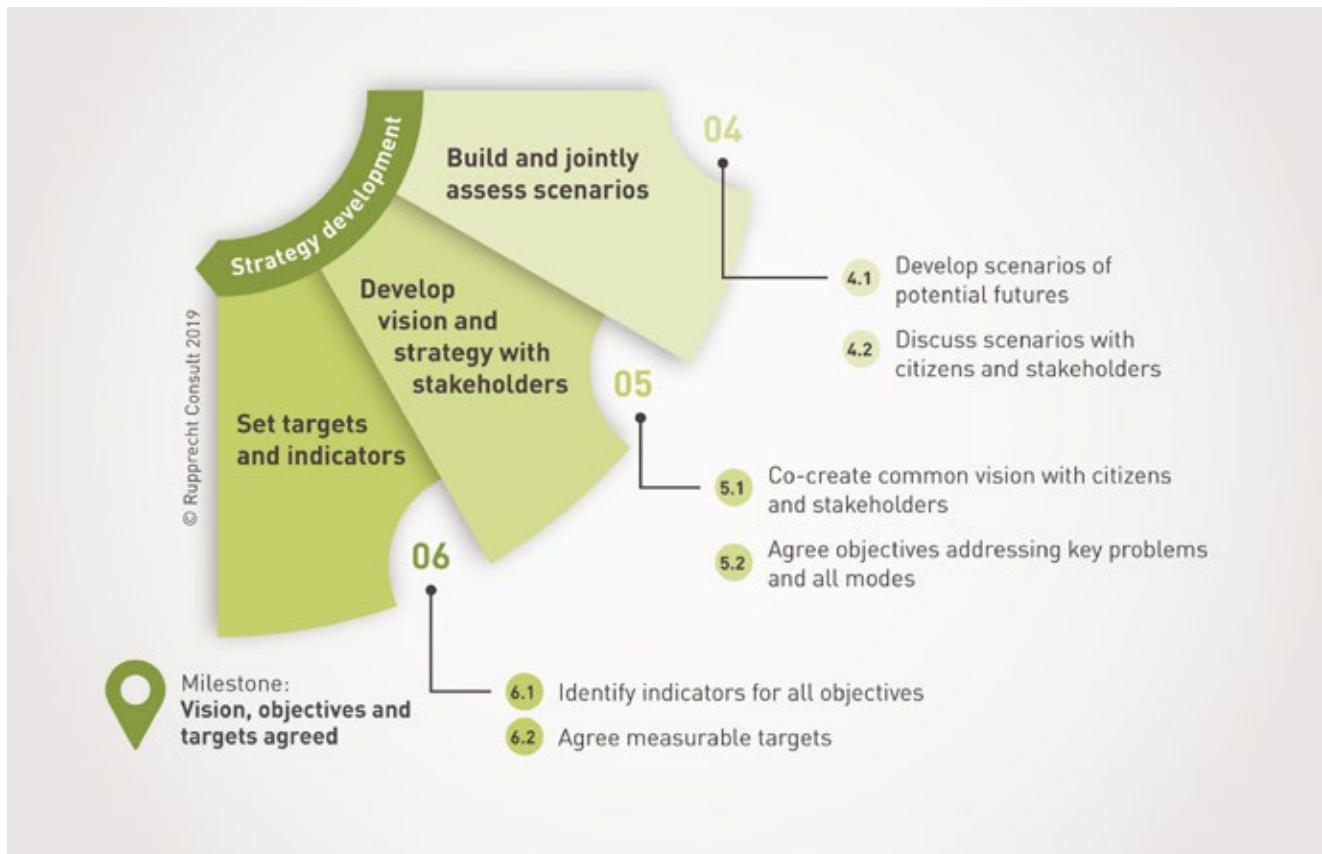 Strategy development
Build and jointly
assess scenarios
04
4.1
Develop scenarios of
potential futures
4.2
Discuss scenarios with
citizens and stakeholders
Develop
vision and
strategy with
stakeholders
05
5.1
Co-create common vision with citizens
and stakeholders
5.2
Agree objectives addressing key problems
and all modes
Set targets
and indicators
06
6.1
Identify indicators for all objectives
6.2
Agree measurable targets
Milestone:
Vision, objectives and
targets agreed
© Rupprecht Consult 2019